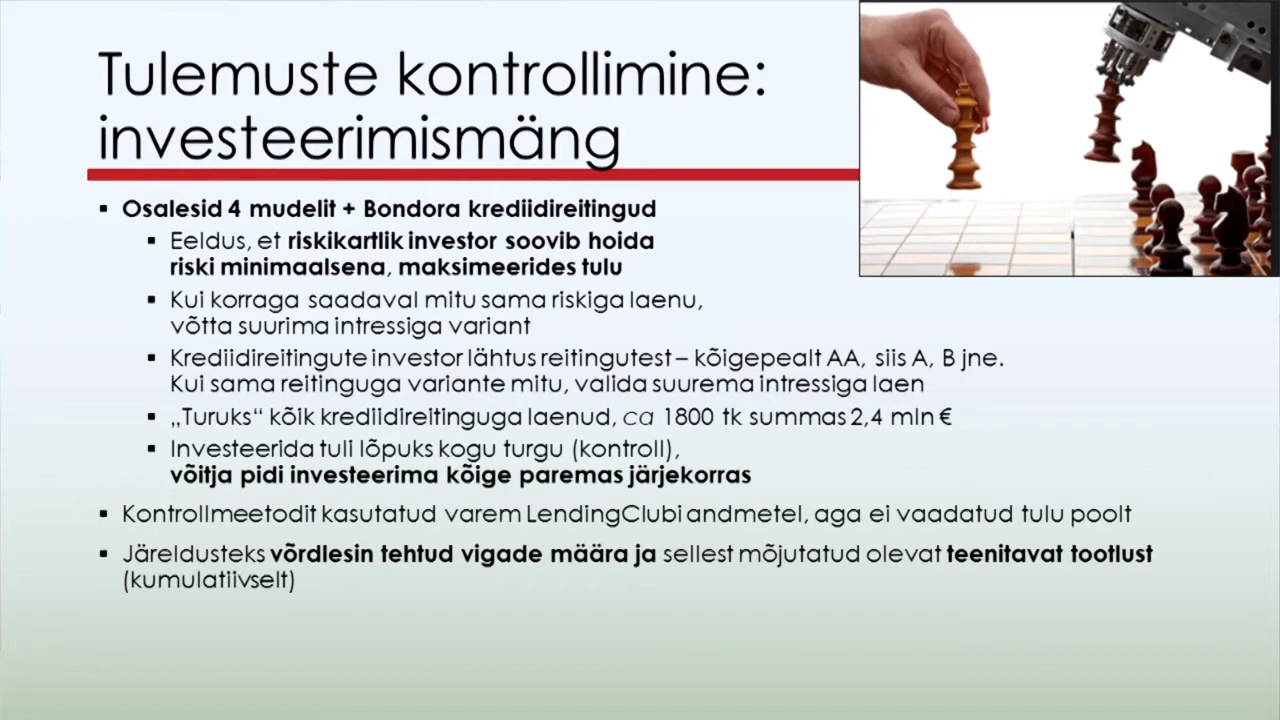 Tulemuste kontrollimine:
investeerimismäng
▪ Osalesid 4 mudelit + Bondora krediidireitingud
▪ Eeldus, et riskikartlik investor soovib hoida
riski minimaalsena, maksimeerides tulu
▪ Kui korraga saadaval mitu sama riskiga laenu,
võtta suurima intressiga variant
▪ Krediidireitingute investor lähtus reitingutest – kõigepealt AA, siis A, B jne.
Kui sama reitinguga variante mitu, valida suurema intressiga laen
▪ „Turuks“ kõik krediidireitinguga laenud, ca 1800 tk summas 2,4 mln €
▪ Investeerida tuli lõpuks kogu turgu (kontroll),
võitja pidi investeerima kõige paremas järjekorras
▪ Kontrollmeetodit kasutatud varem LendingClubi andmetel, aga ei vaadatud tulu poolt
▪ Järeldusteks võrdlesin tehtud vigade määra ja sellest mõjutatud olevat teenitavat tootlust
(kumulatiivselt)